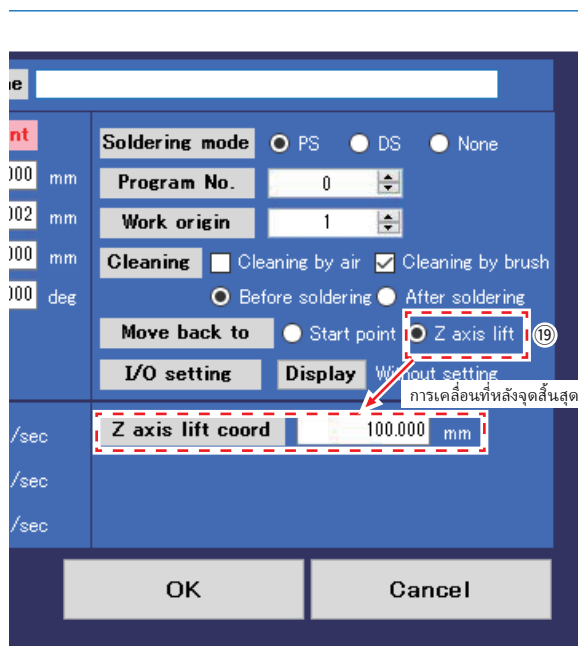 Soldering mode PS DS None
000 mm Program No. 0
002 mm Work origin 1
000 mm Cleaning Cleaning by air Cleaning by brush
000 deg Before soldering After soldering
Move back to Start point Z axis lift ⑲
I/O setting Display Without setting
การเคลื่อนที่หลังจุดสิ้นสุด
/sec Z axis lift coord 100.000 mm
/sec
/sec
OK Cancel